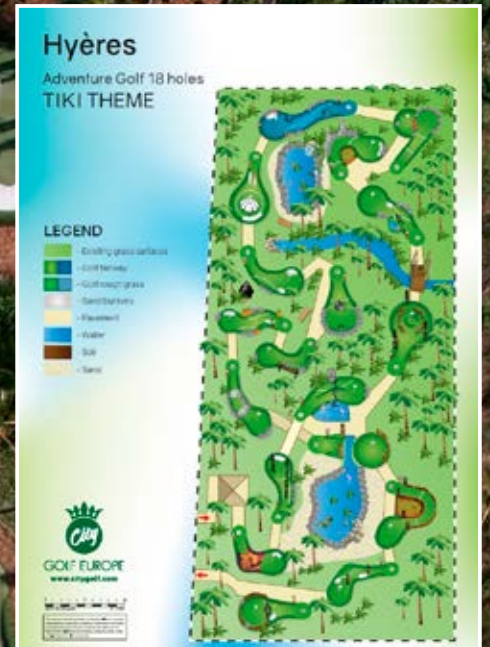 Hyères
Adventure Golf 18 holes
TIKI THEME
LEGEND
- Existing grass surfaces
- Golf fairway
- Golf rough grass
- Sand bunkers
- Pavement
- Water
- Soil
- Sand
City
GOLF EUROPE
www.citygolf.com